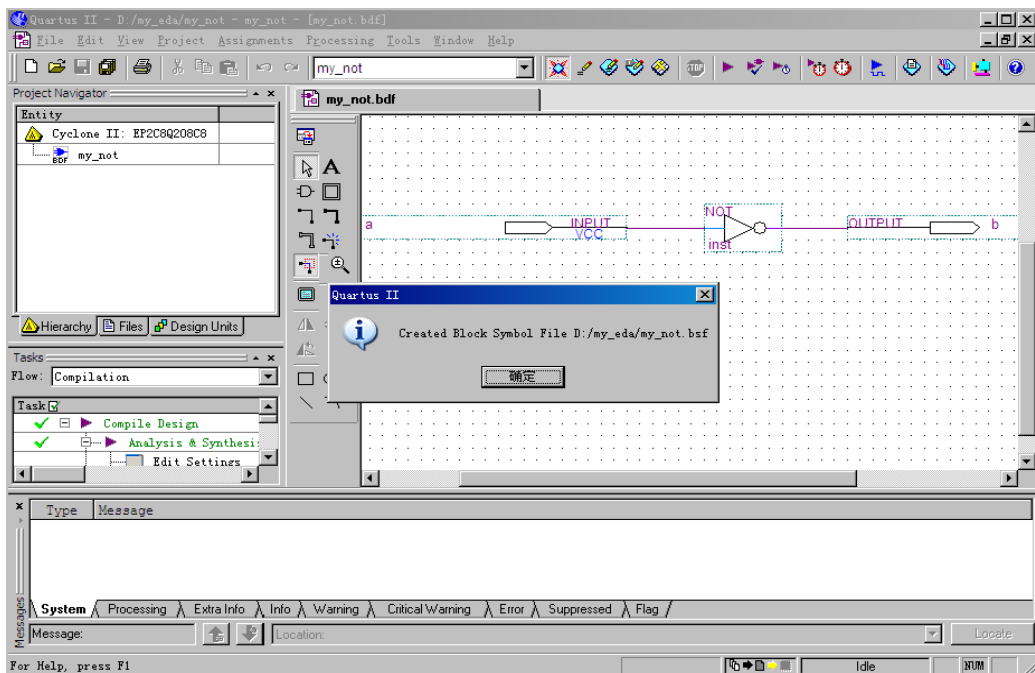 Quartus II - D:/my_eda/my_not - my_not - [my_not.bdf]
File Edit View Project Assignments Processing Tools Window Help
my_not
Project Navigator
my_not.bdf
Entity
Cyclone II: EP2C8Q208C8
BDF my_not
a INPUT VCC NOT inst OUTPUT b
Hierarchy Files Design Units
Quartus II
Created Block Symbol File D:/my_eda/my_not.bsf
确定
Tasks
Flow: Compilation
Task
Compile Design
Analysis & Synthesi
Edit Settings
Type Message
Messages
System Processing Extra Info Info Warning Critical Warning Error Suppressed Flag
Message: Location: Locate
For Help, press F1 Idle NUM